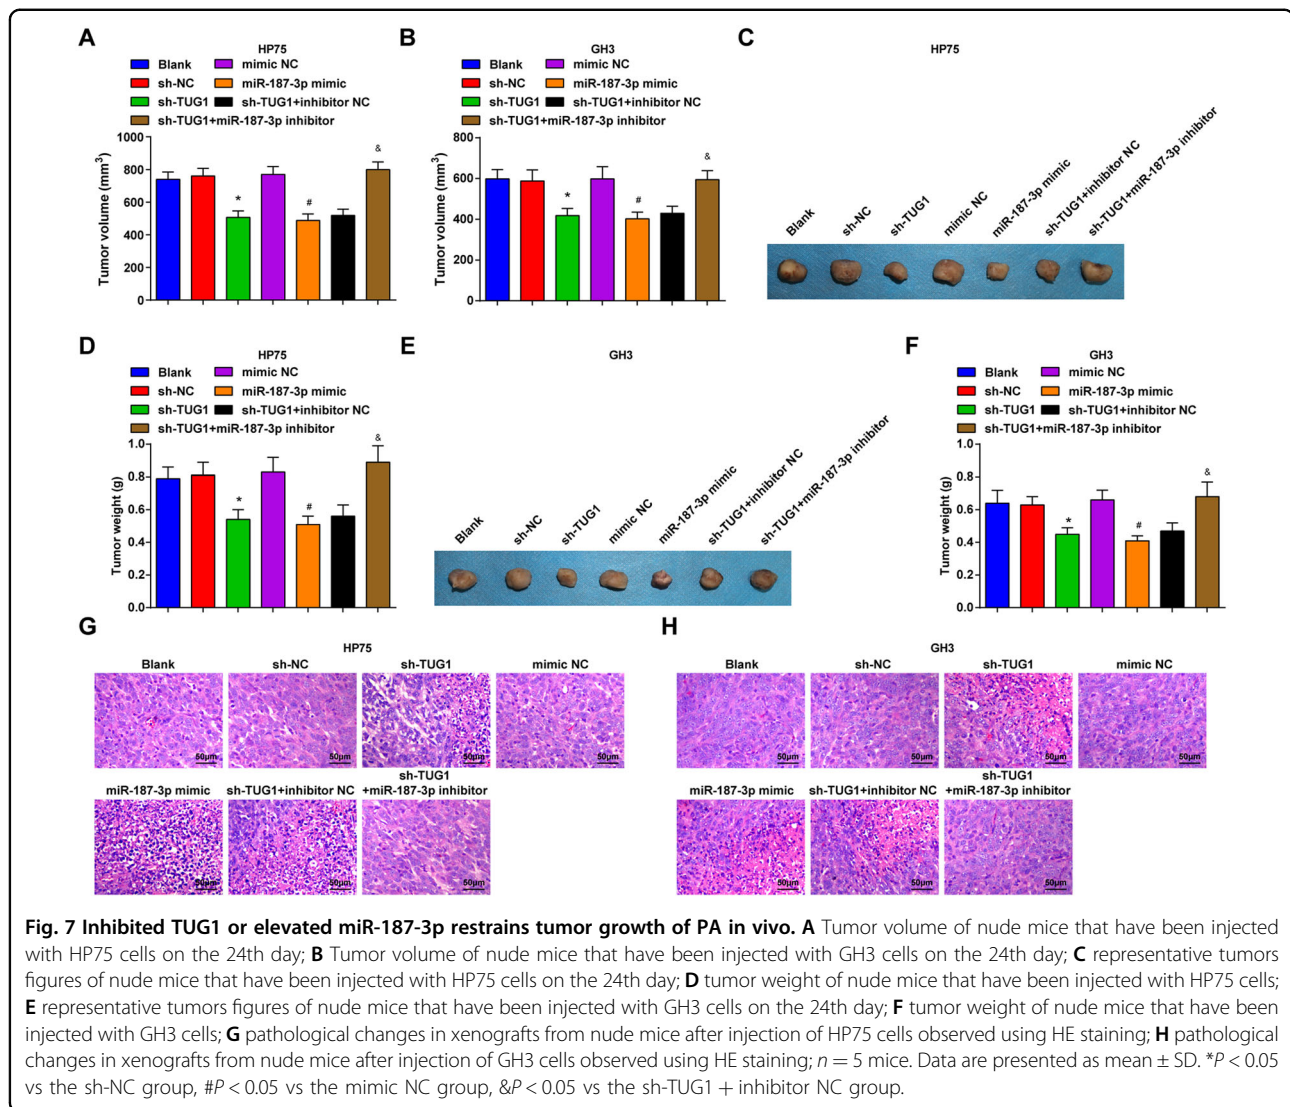 A
HP75
Blank
mimic NC
sh-NC
miR-187-3p mimic
sh-TUG1
sh-TUG1+inhibitor NC
sh-TUG1+miR-187-3p inhibitor
Tumor volume (mm³)
1000
800
600
400
200
0
*
#
&
B
GH3
Blank
mimic NC
sh-NC
miR-187-3p mimic
sh-TUG1
sh-TUG1+inhibitor NC
sh-TUG1+miR-187-3p inhibitor
Tumor volume (mm³)
800
600
400
200
0
*
#
&
C
HP75
Blank
sh-NC
sh-TUG1
mimic NC
miR-187-3p mimic
sh-TUG1+inhibitor NC
sh-TUG1+miR-187-3p inhibitor
D
HP75
Blank
mimic NC
sh-NC
miR-187-3p mimic
sh-TUG1
sh-TUG1+inhibitor NC
sh-TUG1+miR-187-3p inhibitor
Tumor weight (g)
1.0
0.8
0.6
0.4
0.2
0.0
*
#
&
E
GH3
Blank
sh-NC
sh-TUG1
mimic NC
miR-187-3p mimic
sh-TUG1+inhibitor NC
sh-TUG1+miR-187-3p inhibitor
F
GH3
Blank
mimic NC
sh-NC
miR-187-3p mimic
sh-TUG1
sh-TUG1+inhibitor NC
sh-TUG1+miR-187-3p inhibitor
Tumor weight (g)
1.0
0.8
0.6
0.4
0.2
0.0
*
#
&
G
HP75
Blank
sh-NC
sh-TUG1
mimic NC
50μm
50μm
50μm
50μm
miR-187-3p mimic
sh-TUG1+inhibitor NC
sh-TUG1
+miR-187-3p inhibitor
50μm
50μm
50μm
H
GH3
Blank
sh-NC
sh-TUG1
mimic NC
50μm
50μm
50μm
50μm
miR-187-3p mimic
sh-TUG1+inhibitor NC
sh-TUG1
+miR-187-3p inhibitor
50μm
50μm
50μm
Fig. 7 Inhibited TUG1 or elevated miR-187-3p restrains tumor growth of PA in vivo. A Tumor volume of nude mice that have been injected
with HP75 cells on the 24th day; B Tumor volume of nude mice that have been injected with GH3 cells on the 24th day; C representative tumors
figures of nude mice that have been injected with HP75 cells on the 24th day; D tumor weight of nude mice that have been injected with HP75 cells;
E representative tumors figures of nude mice that have been injected with GH3 cells on the 24th day; F tumor weight of nude mice that have been
injected with GH3 cells; G pathological changes in xenografts from nude mice after injection of HP75 cells observed using HE staining; H pathological
changes in xenografts from nude mice after injection of GH3 cells observed using HE staining; n = 5 mice. Data are presented as mean ± SD. *P < 0.05
vs the sh-NC group, #P < 0.05 vs the mimic NC group, &P < 0.05 vs the sh-TUG1 + inhibitor NC group.